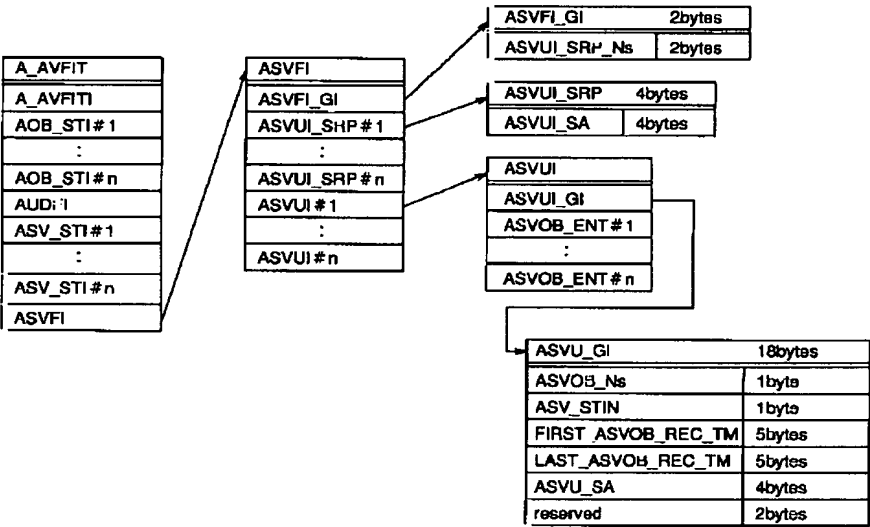 A_AVFIT
A_AVFITI
AOB_STI#1
:
AOB_STI#n
ASV_STI#1
:
ASV_STI#n
ASVFI
ASVFI
ASVFI_GI
ASVUI_SRP#1
:
ASVUI_SRP#n
ASVUI#1
:
ASVUI#n
ASVFI_GI 2bytes
ASVUI_SRP_Ns 2bytes
ASVUI_SRP 4bytes
ASVUI_SA 4bytes
ASVUI
ASVUI_GI
ASVOB_ENT#1
:
ASVOB_ENT#n
ASVU_GI 18bytes
ASVOB_Ns 1byte
ASV_STIN 1byte
FIRST_ASVOB_REC_TM 5bytes
LAST_ASVOB_REC_TM 5bytes
ASVU_SA 4bytes
reserved 2bytes